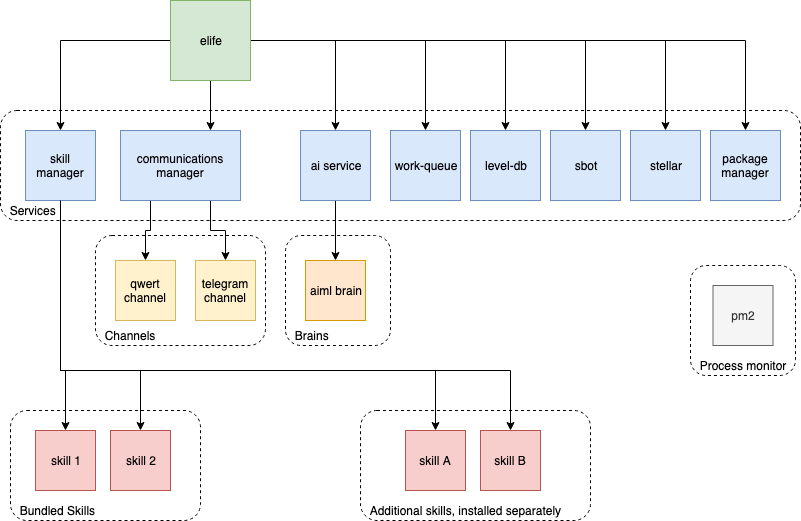 elife
skill
manager
communications
manager
ai service
work-queue
level-db
sbot
stellar
package
manager
Services
qwert
channel
telegram
channel
aiml brain
Channels
Brains
pm2
Process monitor
skill 1
skill 2
skill A
skill B
Bundled Skills
Additional skills, installed separately